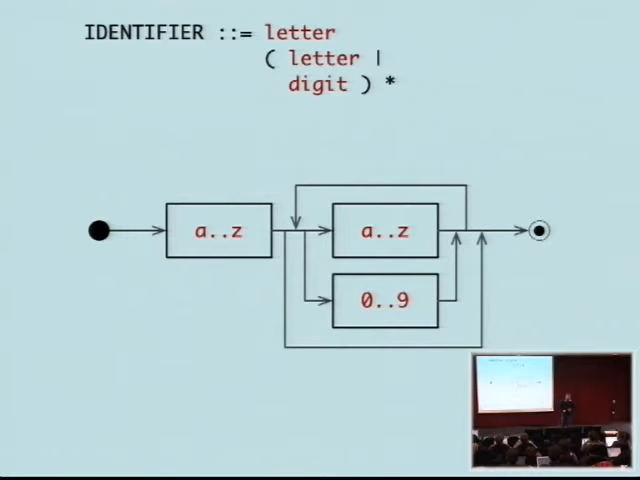 IDENTIFIER ::= letter
( letter |
digit ) *
a..z
a..z
0..9